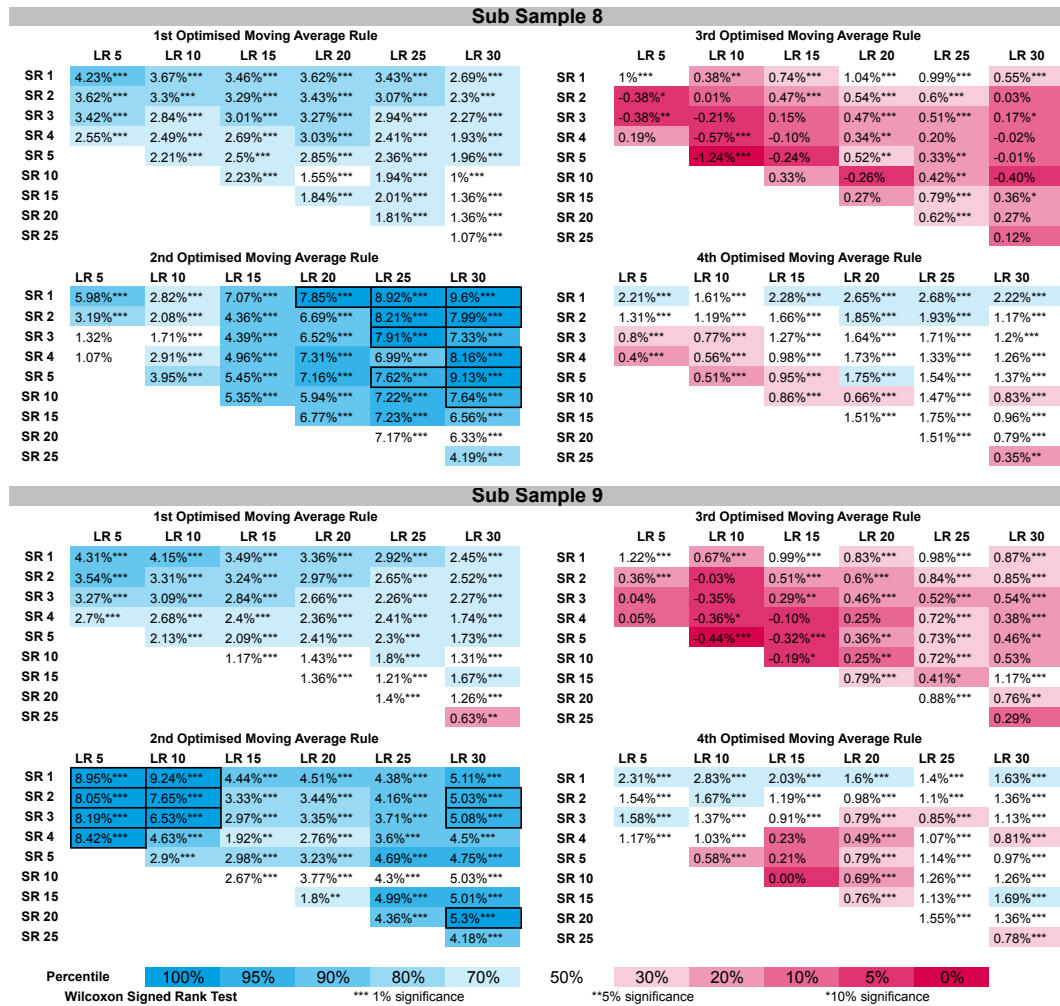 Sub Sample 8
1st Optimised Moving Average Rule
LR 5 LR 10 LR 15 LR 20 LR 25 LR 30
SR 1 4.23%*** 3.67%*** 3.46%*** 3.62%*** 3.43%*** 2.69%***
SR 2 3.62%*** 3.3%*** 3.29%*** 3.43%*** 3.07%*** 2.3%***
SR 3 3.42%*** 2.84%*** 3.01%*** 3.27%*** 2.94%*** 2.27%***
SR 4 2.55%*** 2.49%*** 2.69%*** 3.03%*** 2.41%*** 1.93%***
SR 5 2.21%*** 2.5%*** 2.85%*** 2.36%*** 1.96%***
SR 10 2.23%*** 1.55%*** 1.94%*** 1%***
SR 15 1.84%*** 2.01%*** 1.36%***
SR 20 1.81%*** 1.36%***
SR 25 1.07%***
3rd Optimised Moving Average Rule
LR 5 LR 10 LR 15 LR 20 LR 25 LR 30
SR 1 1%*** 0.38%** 0.74%*** 1.04%*** 0.99%*** 0.55%***
SR 2 -0.38%* 0.01% 0.47%*** 0.54%*** 0.6%*** 0.03%
SR 3 -0.38%** -0.21% 0.15% 0.47%*** 0.51%*** 0.17%*
SR 4 0.19% -0.57%*** -0.10% 0.34%** 0.20% -0.02%
SR 5 -1.24%*** -0.24% 0.52%** 0.33%** -0.01%
SR 10 0.33% -0.26% 0.42%** -0.40%
SR 15 0.27% 0.79%*** 0.36%*
SR 20 0.62%*** 0.27%
SR 25 0.12%
2nd Optimised Moving Average Rule
LR 5 LR 10 LR 15 LR 20 LR 25 LR 30
SR 1 5.98%*** 2.82%*** 7.07%*** 7.85%*** 8.92%*** 9.6%***
SR 2 3.19%*** 2.08%*** 4.36%*** 6.69%*** 8.21%*** 7.99%***
SR 3 1.32% 1.71%*** 4.39%*** 6.52%*** 7.91%*** 7.33%***
SR 4 1.07% 2.91%*** 4.96%*** 7.31%*** 6.99%*** 8.16%***
SR 5 3.95%*** 5.45%*** 7.16%*** 7.62%*** 9.13%***
SR 10 5.35%*** 5.94%*** 7.22%*** 7.64%***
SR 15 6.77%*** 7.23%*** 6.56%***
SR 20 7.17%*** 6.33%***
SR 25 4.19%***
4th Optimised Moving Average Rule
LR 5 LR 10 LR 15 LR 20 LR 25 LR 30
SR 1 2.21%*** 1.61%*** 2.28%*** 2.65%*** 2.68%*** 2.22%***
SR 2 1.31%*** 1.19%*** 1.66%*** 1.85%*** 1.93%*** 1.17%***
SR 3 0.8%*** 0.77%*** 1.27%*** 1.64%*** 1.71%*** 1.2%***
SR 4 0.4%*** 0.56%*** 0.98%*** 1.73%*** 1.33%*** 1.26%***
SR 5 0.51%*** 0.95%*** 1.75%*** 1.54%*** 1.37%***
SR 10 0.86%*** 0.66%*** 1.47%*** 0.83%***
SR 15 1.51%*** 1.75%*** 0.96%***
SR 20 1.51%*** 0.79%***
SR 25 0.35%**
Sub Sample 9
1st Optimised Moving Average Rule
LR 5 LR 10 LR 15 LR 20 LR 25 LR 30
SR 1 4.31%*** 4.15%*** 3.49%*** 3.36%*** 2.92%*** 2.45%***
SR 2 3.54%*** 3.31%*** 3.24%*** 2.97%*** 2.65%*** 2.52%***
SR 3 3.27%*** 3.09%*** 2.84%*** 2.66%*** 2.26%*** 2.27%***
SR 4 2.7%*** 2.68%*** 2.4%*** 2.36%*** 2.41%*** 1.74%***
SR 5 2.13%*** 2.09%*** 2.41%*** 2.3%*** 1.73%***
SR 10 1.17%*** 1.43%*** 1.8%*** 1.31%***
SR 15 1.36%*** 1.21%*** 1.67%***
SR 20 1.4%*** 1.26%***
SR 25 0.63%**
3rd Optimised Moving Average Rule
LR 5 LR 10 LR 15 LR 20 LR 25 LR 30
SR 1 1.22%*** 0.67%*** 0.99%*** 0.83%*** 0.98%*** 0.87%***
SR 2 0.36%*** -0.03% 0.51%*** 0.6%*** 0.84%*** 0.85%***
SR 3 0.04% -0.35% 0.29%** 0.46%*** 0.52%*** 0.54%***
SR 4 0.05% -0.36%* -0.10% 0.25% 0.72%*** 0.38%***
SR 5 -0.44%*** -0.32%*** 0.36%** 0.73%*** 0.46%**
SR 10 -0.19%* 0.25%** 0.72%*** 0.53%
SR 15 0.79%*** 0.41%* 1.17%***
SR 20 0.88%*** 0.76%**
SR 25 0.29%
2nd Optimised Moving Average Rule
LR 5 LR 10 LR 15 LR 20 LR 25 LR 30
SR 1 8.95%*** 9.24%*** 4.44%*** 4.51%*** 4.38%*** 5.11%***
SR 2 8.05%*** 7.65%*** 3.33%*** 3.44%*** 4.16%*** 5.03%***
SR 3 8.19%*** 6.53%*** 2.97%*** 3.35%*** 3.71%*** 5.08%***
SR 4 8.42%*** 4.63%*** 1.92%** 2.76%*** 3.6%*** 4.5%***
SR 5 2.9%*** 2.98%*** 3.23%*** 4.69%*** 4.75%***
SR 10 2.67%*** 3.77%*** 4.3%*** 5.03%***
SR 15 1.8%** 4.99%*** 5.01%***
SR 20 4.36%*** 5.3%***
SR 25 4.18%***
4th Optimised Moving Average Rule
LR 5 LR 10 LR 15 LR 20 LR 25 LR 30
SR 1 2.31%*** 2.83%*** 2.03%*** 1.6%*** 1.4%*** 1.63%***
SR 2 1.54%*** 1.67%*** 1.19%*** 0.98%*** 1.1%*** 1.36%***
SR 3 1.58%*** 1.37%*** 0.91%*** 0.79%*** 0.85%*** 1.13%***
SR 4 1.17%*** 1.03%*** 0.23% 0.49%*** 1.07%*** 0.81%***
SR 5 0.58%*** 0.21% 0.79%*** 1.14%*** 0.97%***
SR 10 0.00% 0.69%*** 1.26%*** 1.26%***
SR 15 0.76%*** 1.13%*** 1.69%***
SR 20 1.55%*** 1.36%***
SR 25 0.78%***
Percentile 100% 95% 90% 80% 70% 50% 30% 20% 10% 5% 0%
Wilcoxon Signed Rank Test *** 1% significance **5% significance *10% significance